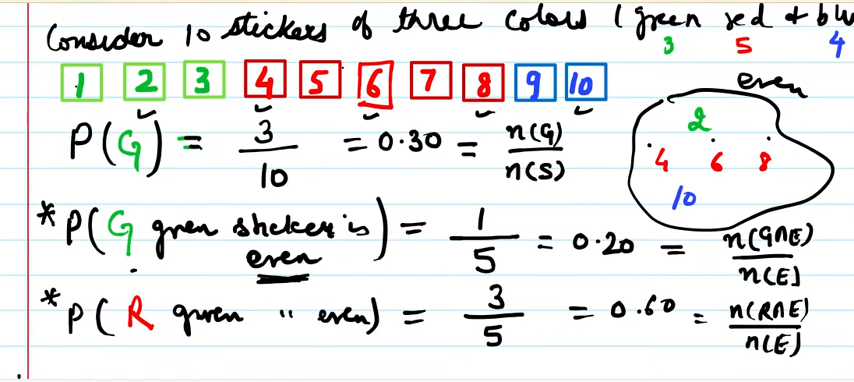 Consider 10 stickers of three colors (green red & blu
3 5 4
1 2 3 4 5 6 7 8 9 10
even
2
4 6 8
10
P(G) = 3/10 = 0.30 = n(G)/n(S)
*P(G given sticker is even) = 1/5 = 0.20 = n(G∩E)/n(E)
*P(R given " even) = 3/5 = 0.60 = n(R∩E)/n(E)